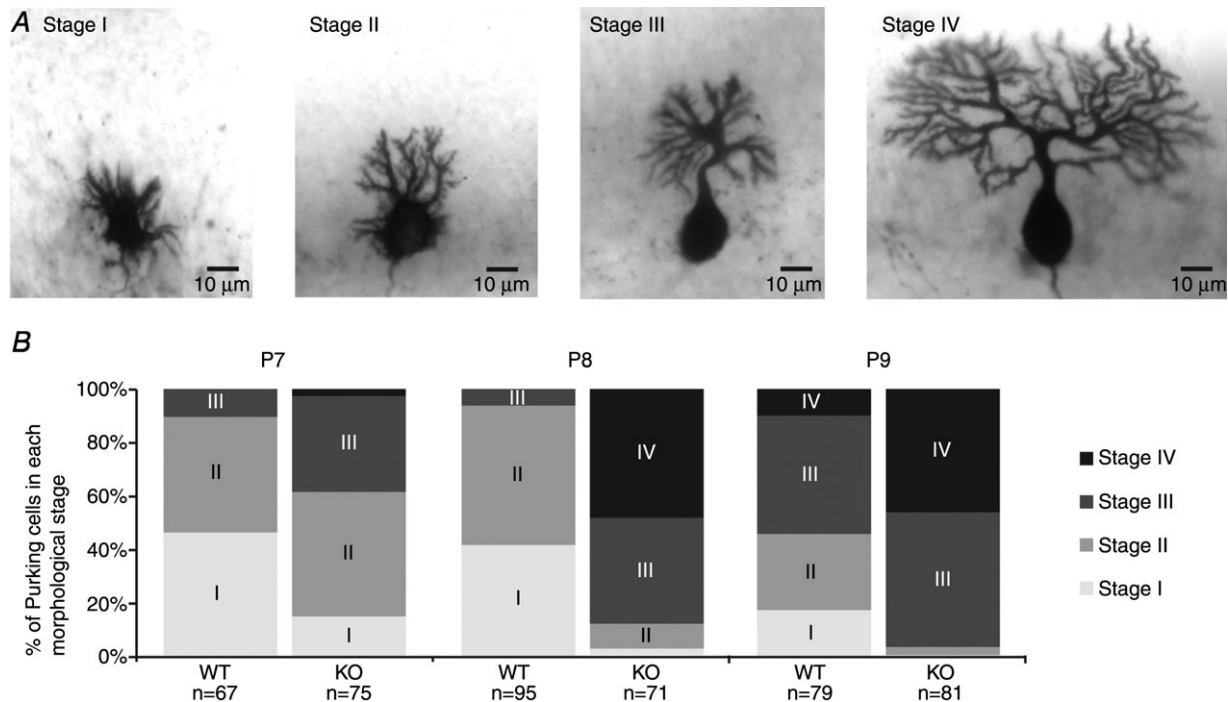 A Stage I Stage II Stage III Stage IV
10 µm 10 µm 10 µm 10 µm
B
P7 P8 P9
% of Purking cells in each
morphological stage
100%
80%
60%
40%
20%
0%
III
II
I
III
II
I
III
II
I
IV
III
II
IV
III
II
I
IV
III
WT KO WT KO WT KO
n=67 n=75 n=95 n=71 n=79 n=81
Stage IV
Stage III
Stage II
Stage I